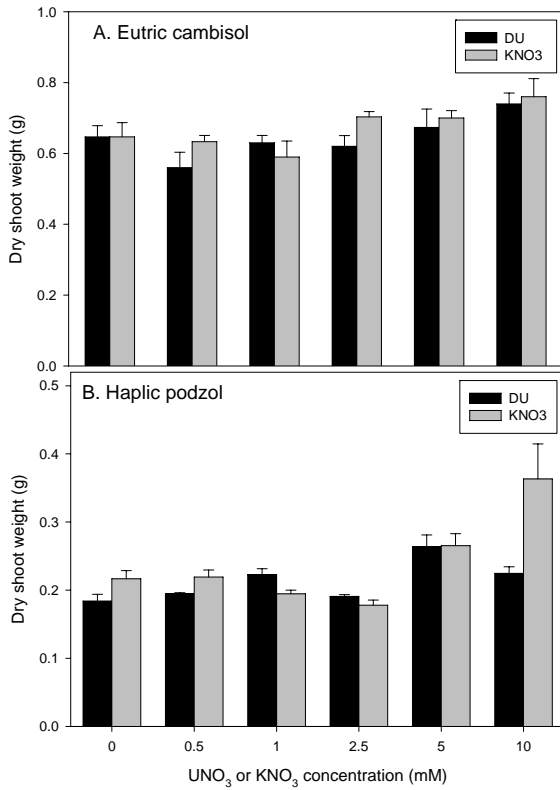 A. Eutric cambisol
DU
KNO3
Dry shoot weight (g)
1.0
0.8
0.6
0.4
0.2
0.0
B. Haplic podzol
DU
KNO3
Dry shoot weight (g)
0.5
0.4
0.3
0.2
0.1
0.0
0 0.5 1 2.5 5 10
UNO₃ or KNO₃ concentration (mM)